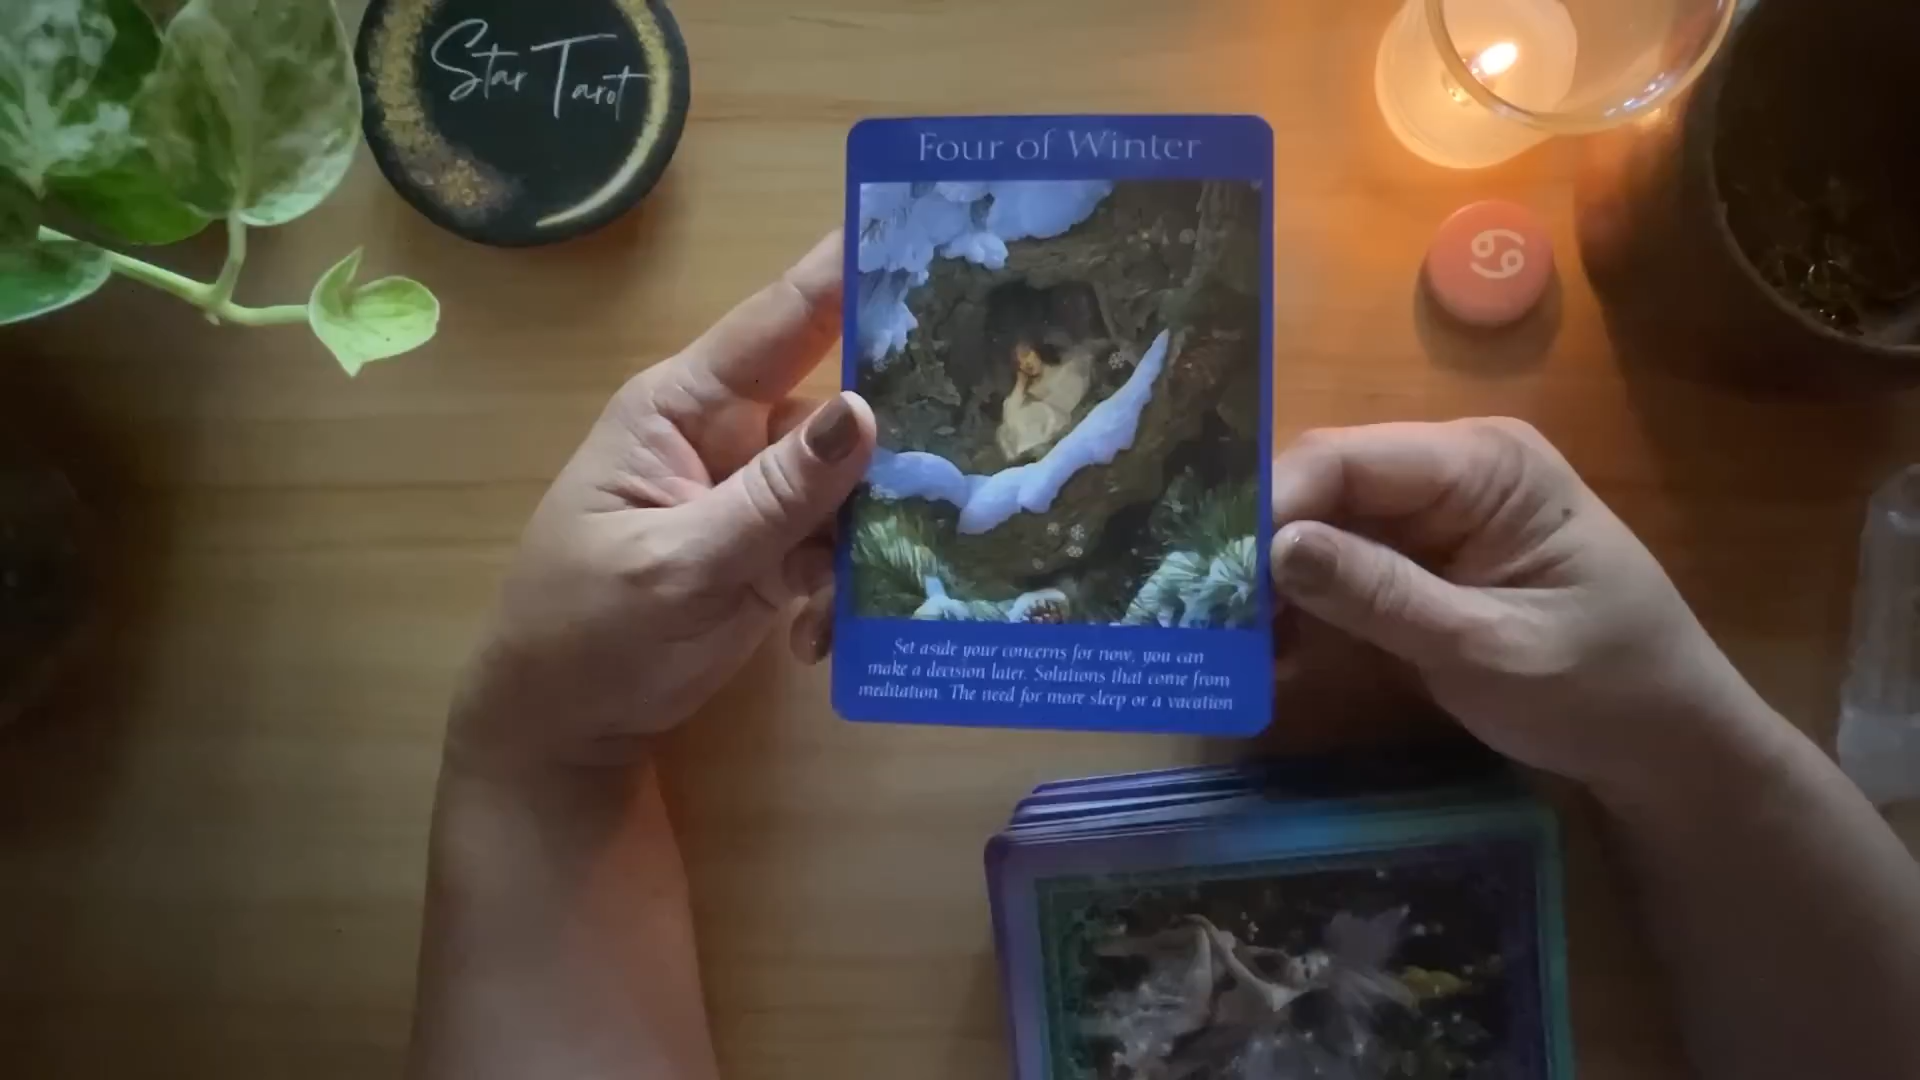 Star Tarot
Four of Winter
Set aside your concerns for now, you can
make a decision later. Solutions that come from
meditation. The need for more sleep or a vacation